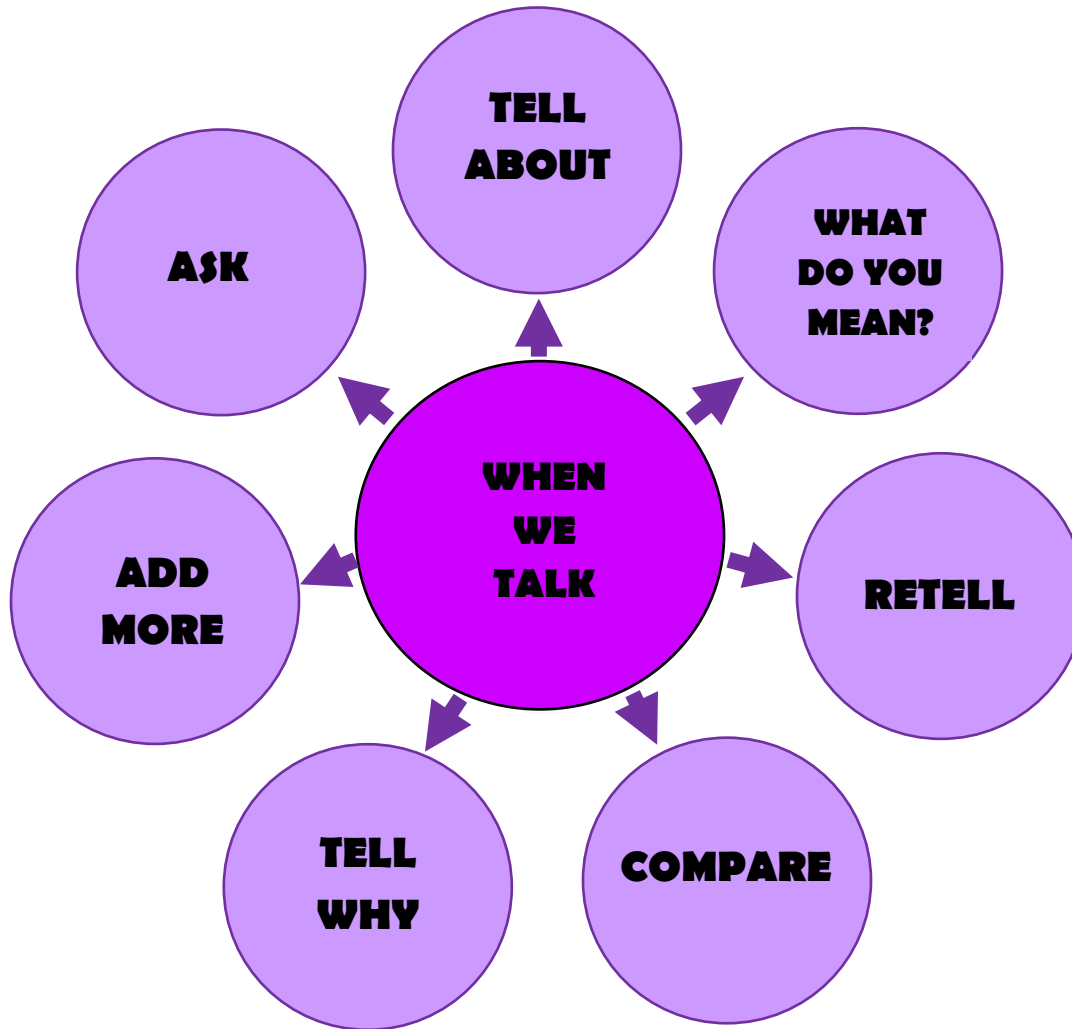 TELL
ABOUT
WHAT
DO YOU
MEAN?
ASK
WHEN
WE
TALK
ADD
MORE
RETELL
TELL
WHY
COMPARE